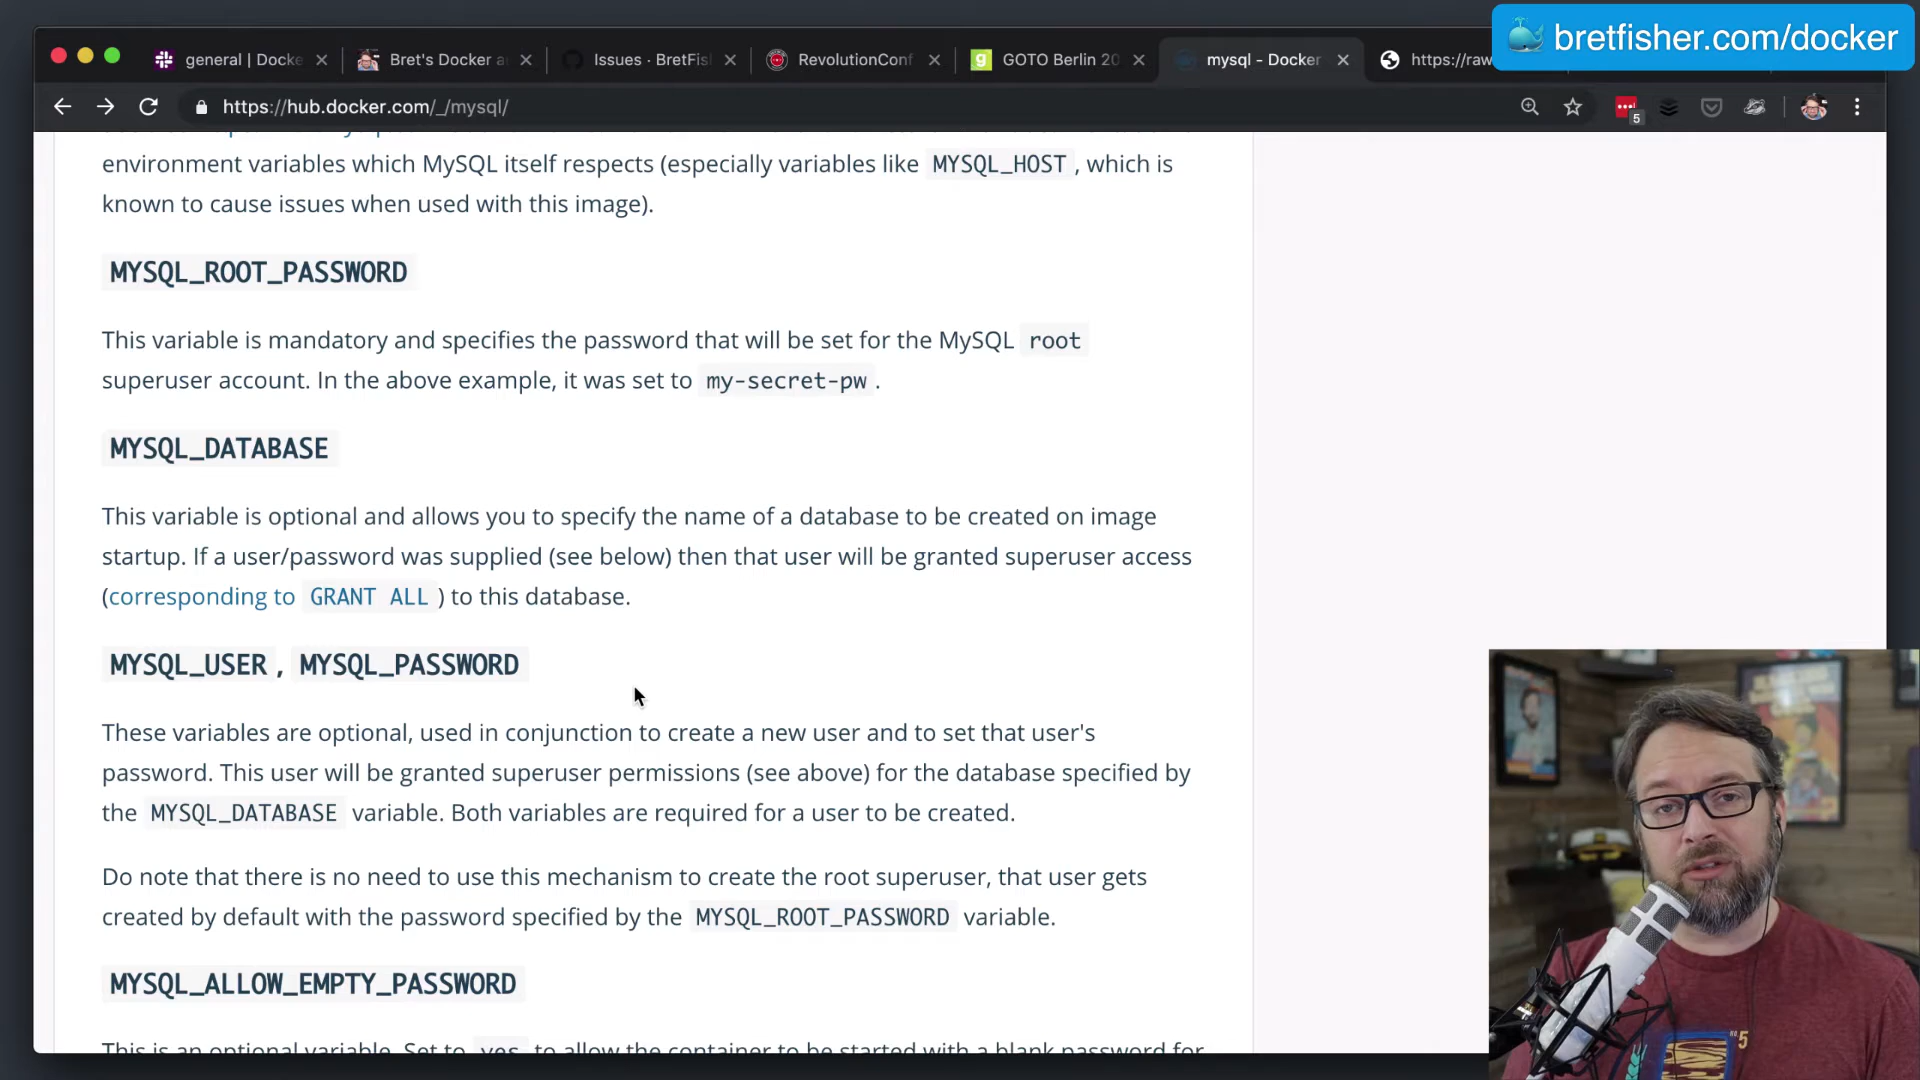 bretfisher.com/docker
general | Docke
Bret's Docker a
Issues · BretFis
RevolutionConf
GOTO Berlin 20
mysql - Docker
https://raw
https://hub.docker.com/_/mysql/
5
environment variables which MySQL itself respects (especially variables like MYSQL_HOST , which is
known to cause issues when used with this image).
MYSQL_ROOT_PASSWORD
This variable is mandatory and specifies the password that will be set for the MySQL root
superuser account. In the above example, it was set to my-secret-pw .
MYSQL_DATABASE
This variable is optional and allows you to specify the name of a database to be created on image
startup. If a user/password was supplied (see below) then that user will be granted superuser access
(corresponding to GRANT ALL ) to this database.
MYSQL_USER , MYSQL_PASSWORD
These variables are optional, used in conjunction to create a new user and to set that user's
password. This user will be granted superuser permissions (see above) for the database specified by
the MYSQL_DATABASE variable. Both variables are required for a user to be created.
Do note that there is no need to use this mechanism to create the root superuser, that user gets
created by default with the password specified by the MYSQL_ROOT_PASSWORD variable.
MYSQL_ALLOW_EMPTY_PASSWORD
This is an optional variable. Set to yes to allow the container to be started with a blank password for